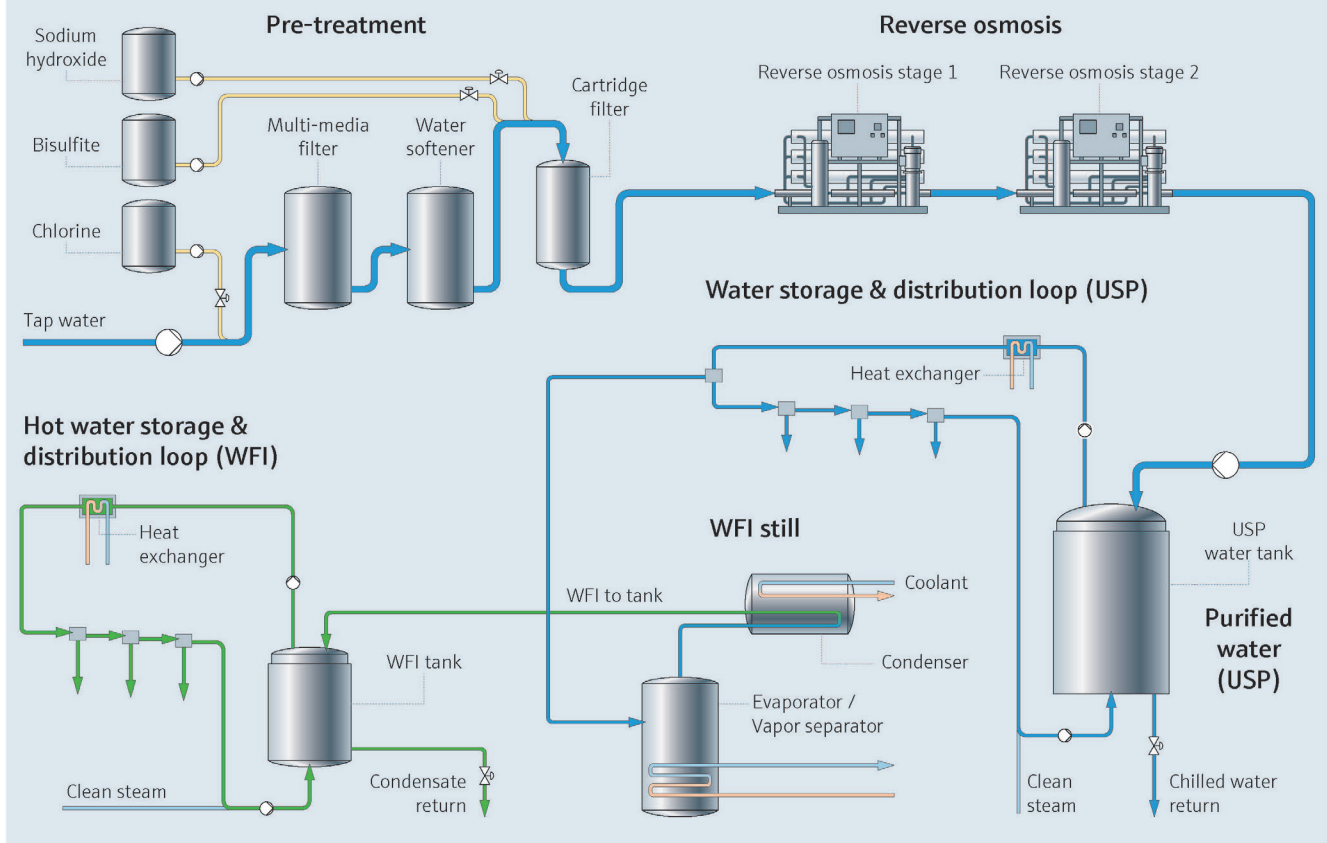 Pre-treatment
Reverse osmosis
Sodium
hydroxide
Bisulfite
Chlorine
Tap water
Multi-media
filter
Water
softener
Cartridge
filter
Reverse osmosis stage 1
Reverse osmosis stage 2
Water storage & distribution loop (USP)
Heat exchanger
Hot water storage &
distribution loop (WFI)
Heat
exchanger
WFI still
WFI to tank
Coolant
Condenser
USP
water tank
Purified
water
(USP)
WFI tank
Evaporator /
Vapor separator
Clean steam
Condensate
return
Clean
steam
Chilled water
return